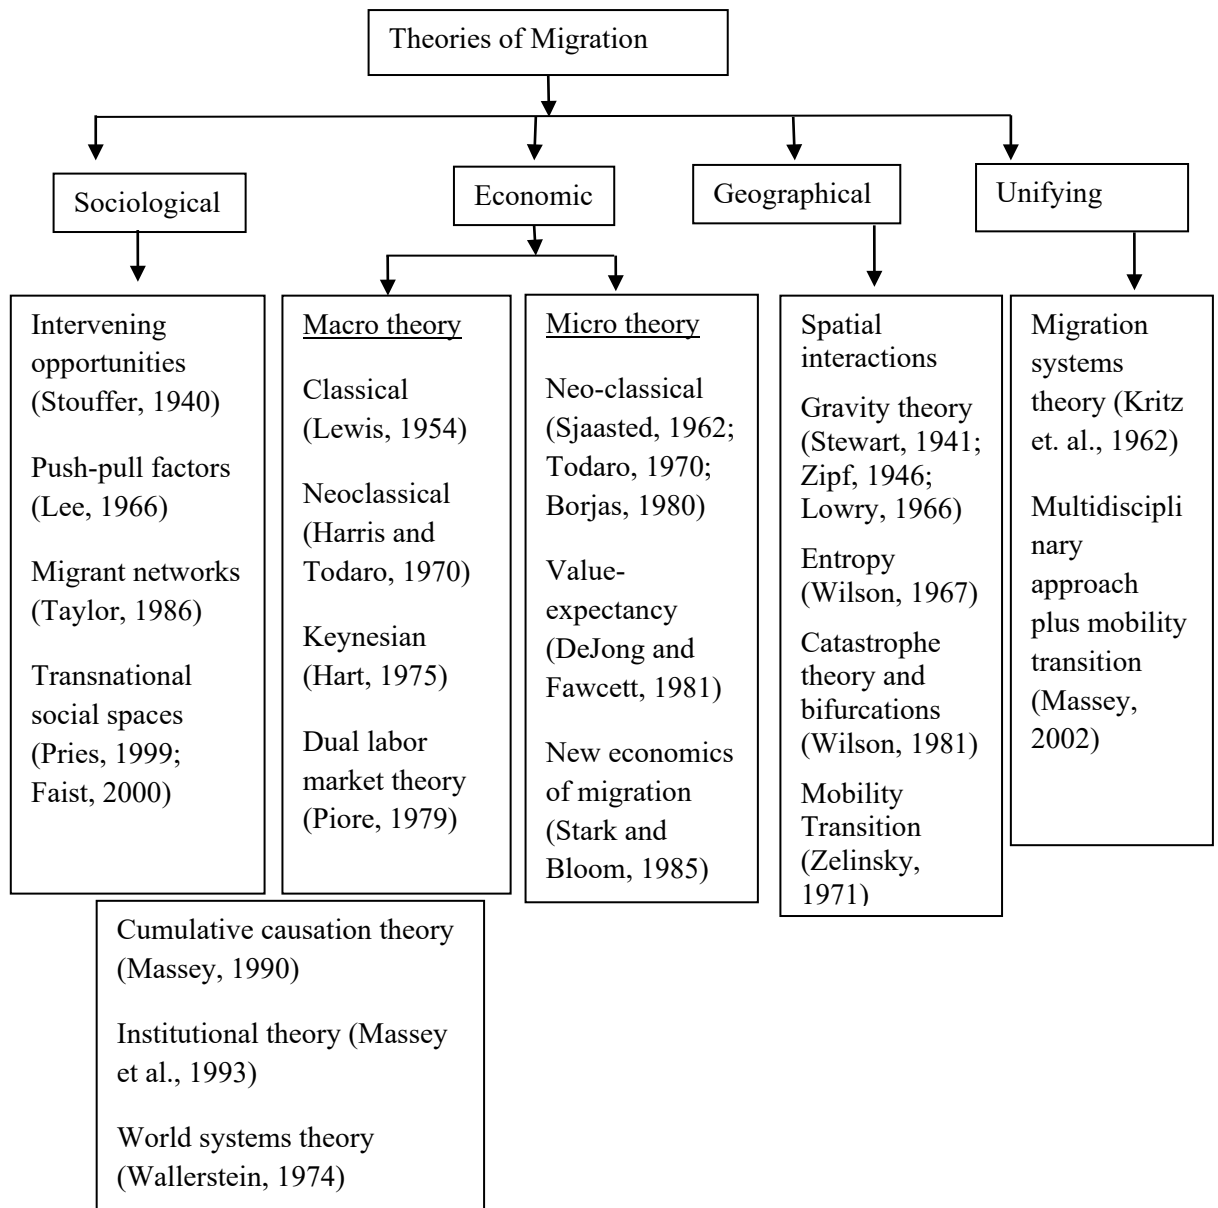 Theories of Migration
Sociological
Economic
Geographical
Unifying
Intervening
opportunities
(Stouffer, 1940)
Push-pull factors
(Lee, 1966)
Migrant networks
(Taylor, 1986)
Transnational
social spaces
(Pries, 1999;
Faist, 2000)
Macro theory
Classical
(Lewis, 1954)
Neoclassical
(Harris and
Todaro, 1970)
Keynesian
(Hart, 1975)
Dual labor
market theory
(Piore, 1979)
Micro theory
Neo-classical
(Sjaasted, 1962;
Todaro, 1970;
Borjas, 1980)
Value-
expectancy
(DeJong and
Fawcett, 1981)
New economics
of migration
(Stark and
Bloom, 1985)
Spatial
interactions
Gravity theory
(Stewart, 1941;
Zipf, 1946;
Lowry, 1966)
Entropy
(Wilson, 1967)
Catastrophe
theory and
bifurcations
(Wilson, 1981)
Mobility
Transition
(Zelinsky,
1971)
Migration
systems
theory (Kritz
et. al., 1962)
Multidiscipli
nary
approach
plus mobility
transition
(Massey,
2002)
Cumulative causation theory
(Massey, 1990)
Institutional theory (Massey
et al., 1993)
World systems theory
(Wallerstein, 1974)